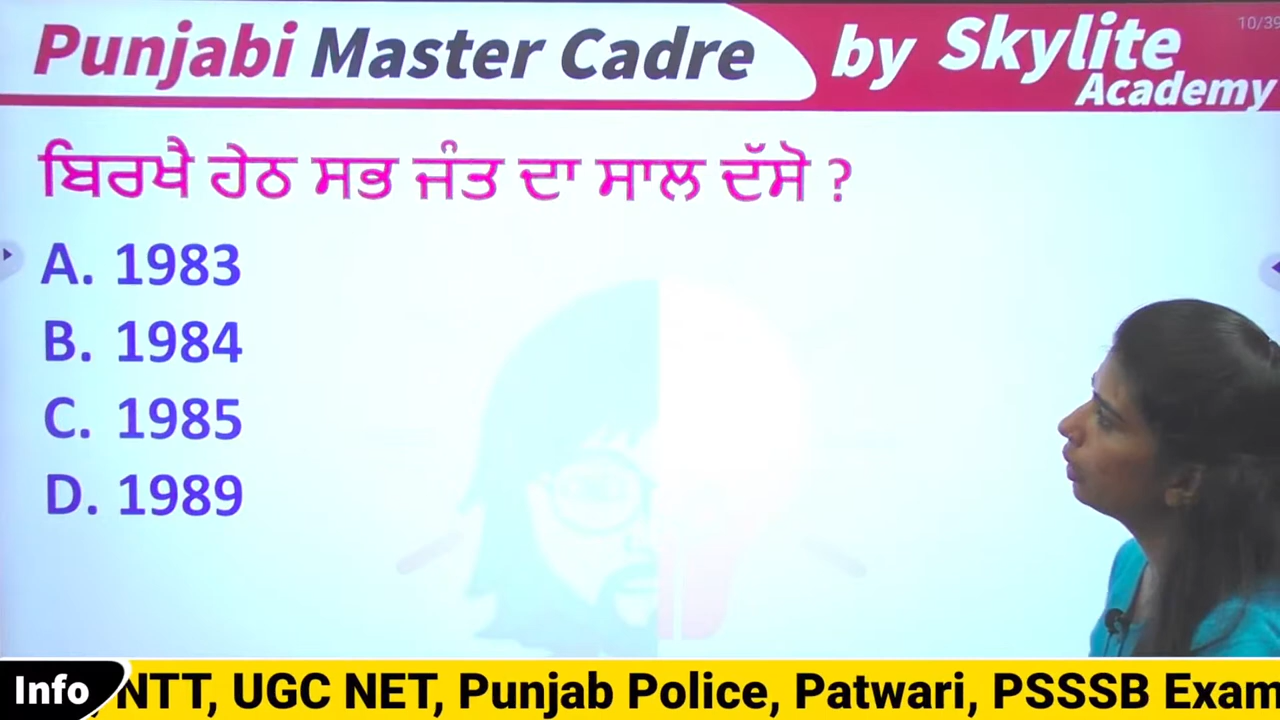 Punjabi Master Cadre by Skylite
Academy
10/39
ਬਿਰਖੈ ਹੇਠ ਸਭ ਜੰਤ ਦਾ ਸਾਲ ਦੱਸੋ ?
A. 1983
B. 1984
C. 1985
D. 1989
Info NTT, UGC NET, Punjab Police, Patwari, PSSSB Exam